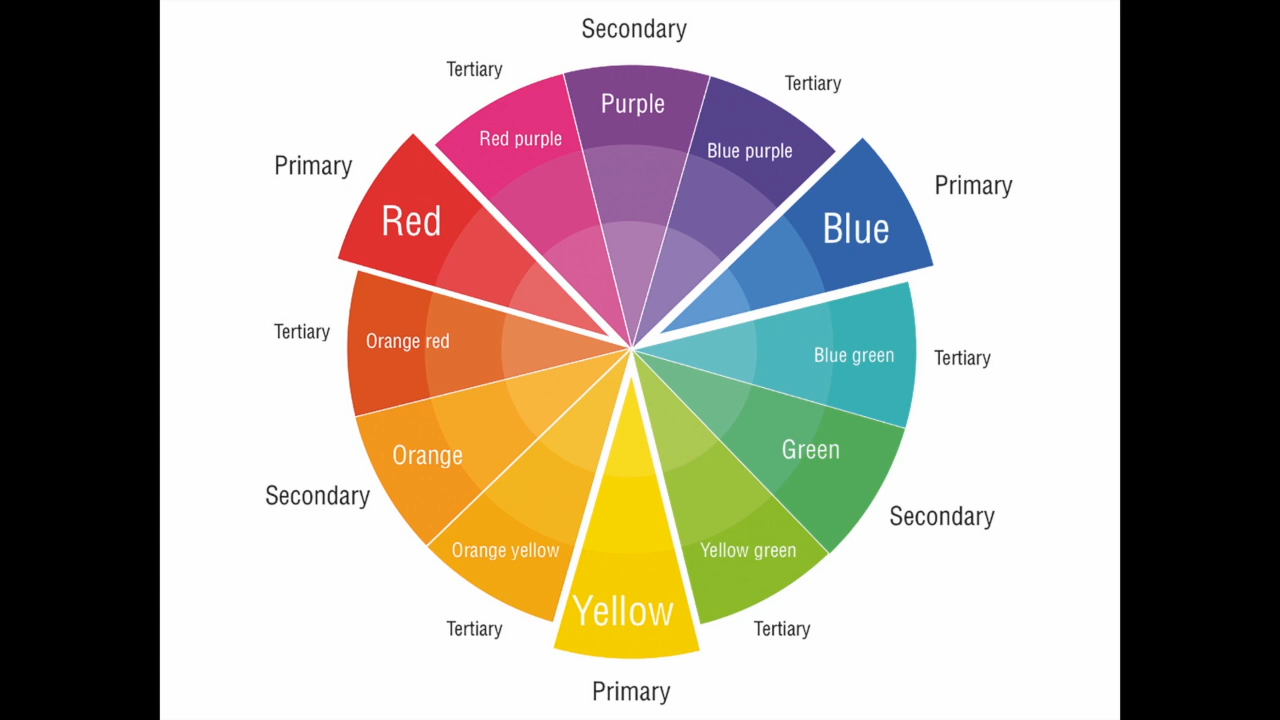 Secondary
Tertiary
Tertiary
Purple
Red purple
Blue purple
Primary
Primary
Red
Blue
Tertiary
Orange red
Blue green
Tertiary
Orange
Green
Secondary
Secondary
Orange yellow
Yellow green
Yellow
Tertiary
Tertiary
Primary